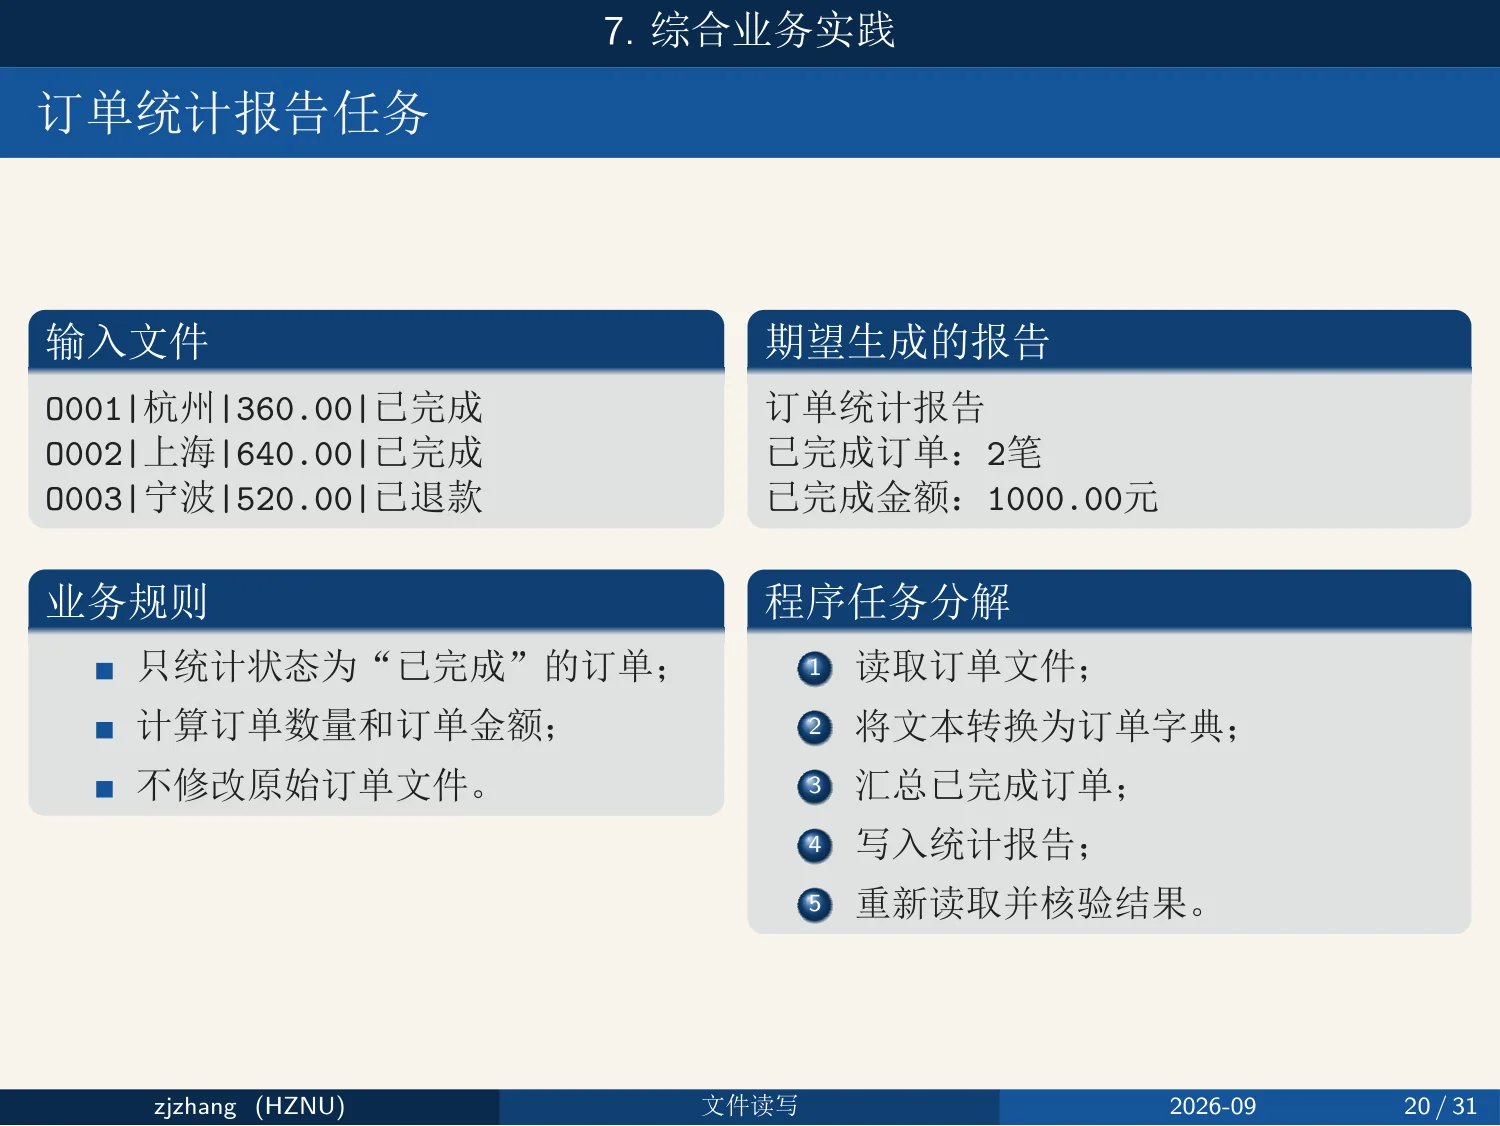 7. 综合业务实践
订单统计报告任务
输入文件
O001|杭州|360.00|已完成
O002|上海|640.00|已完成
O003|宁波|520.00|已退款
期望生成的报告
订单统计报告
已完成订单：2笔
已完成金额：1000.00元
业务规则
■ 只统计状态为“已完成”的订单；
■ 计算订单数量和订单金额；
■ 不修改原始订单文件。
程序任务分解
1 读取订单文件；
2 将文本转换为订单字典；
3 汇总已完成订单；
4 写入统计报告；
5 重新读取并核验结果。
zjzhang (HZNU) 文件读写 2026-09 20 / 31